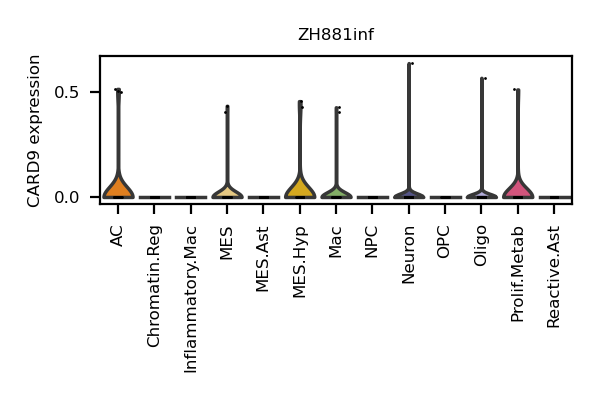 ZH881inf
CARD9 expression
0.5
0.0
AC
Chromatin.Reg
Inflammatory.Mac
MES
MES.Ast
MES.Hyp
Mac
NPC
Neuron
OPC
Oligo
Prolif.Metab
Reactive.Ast